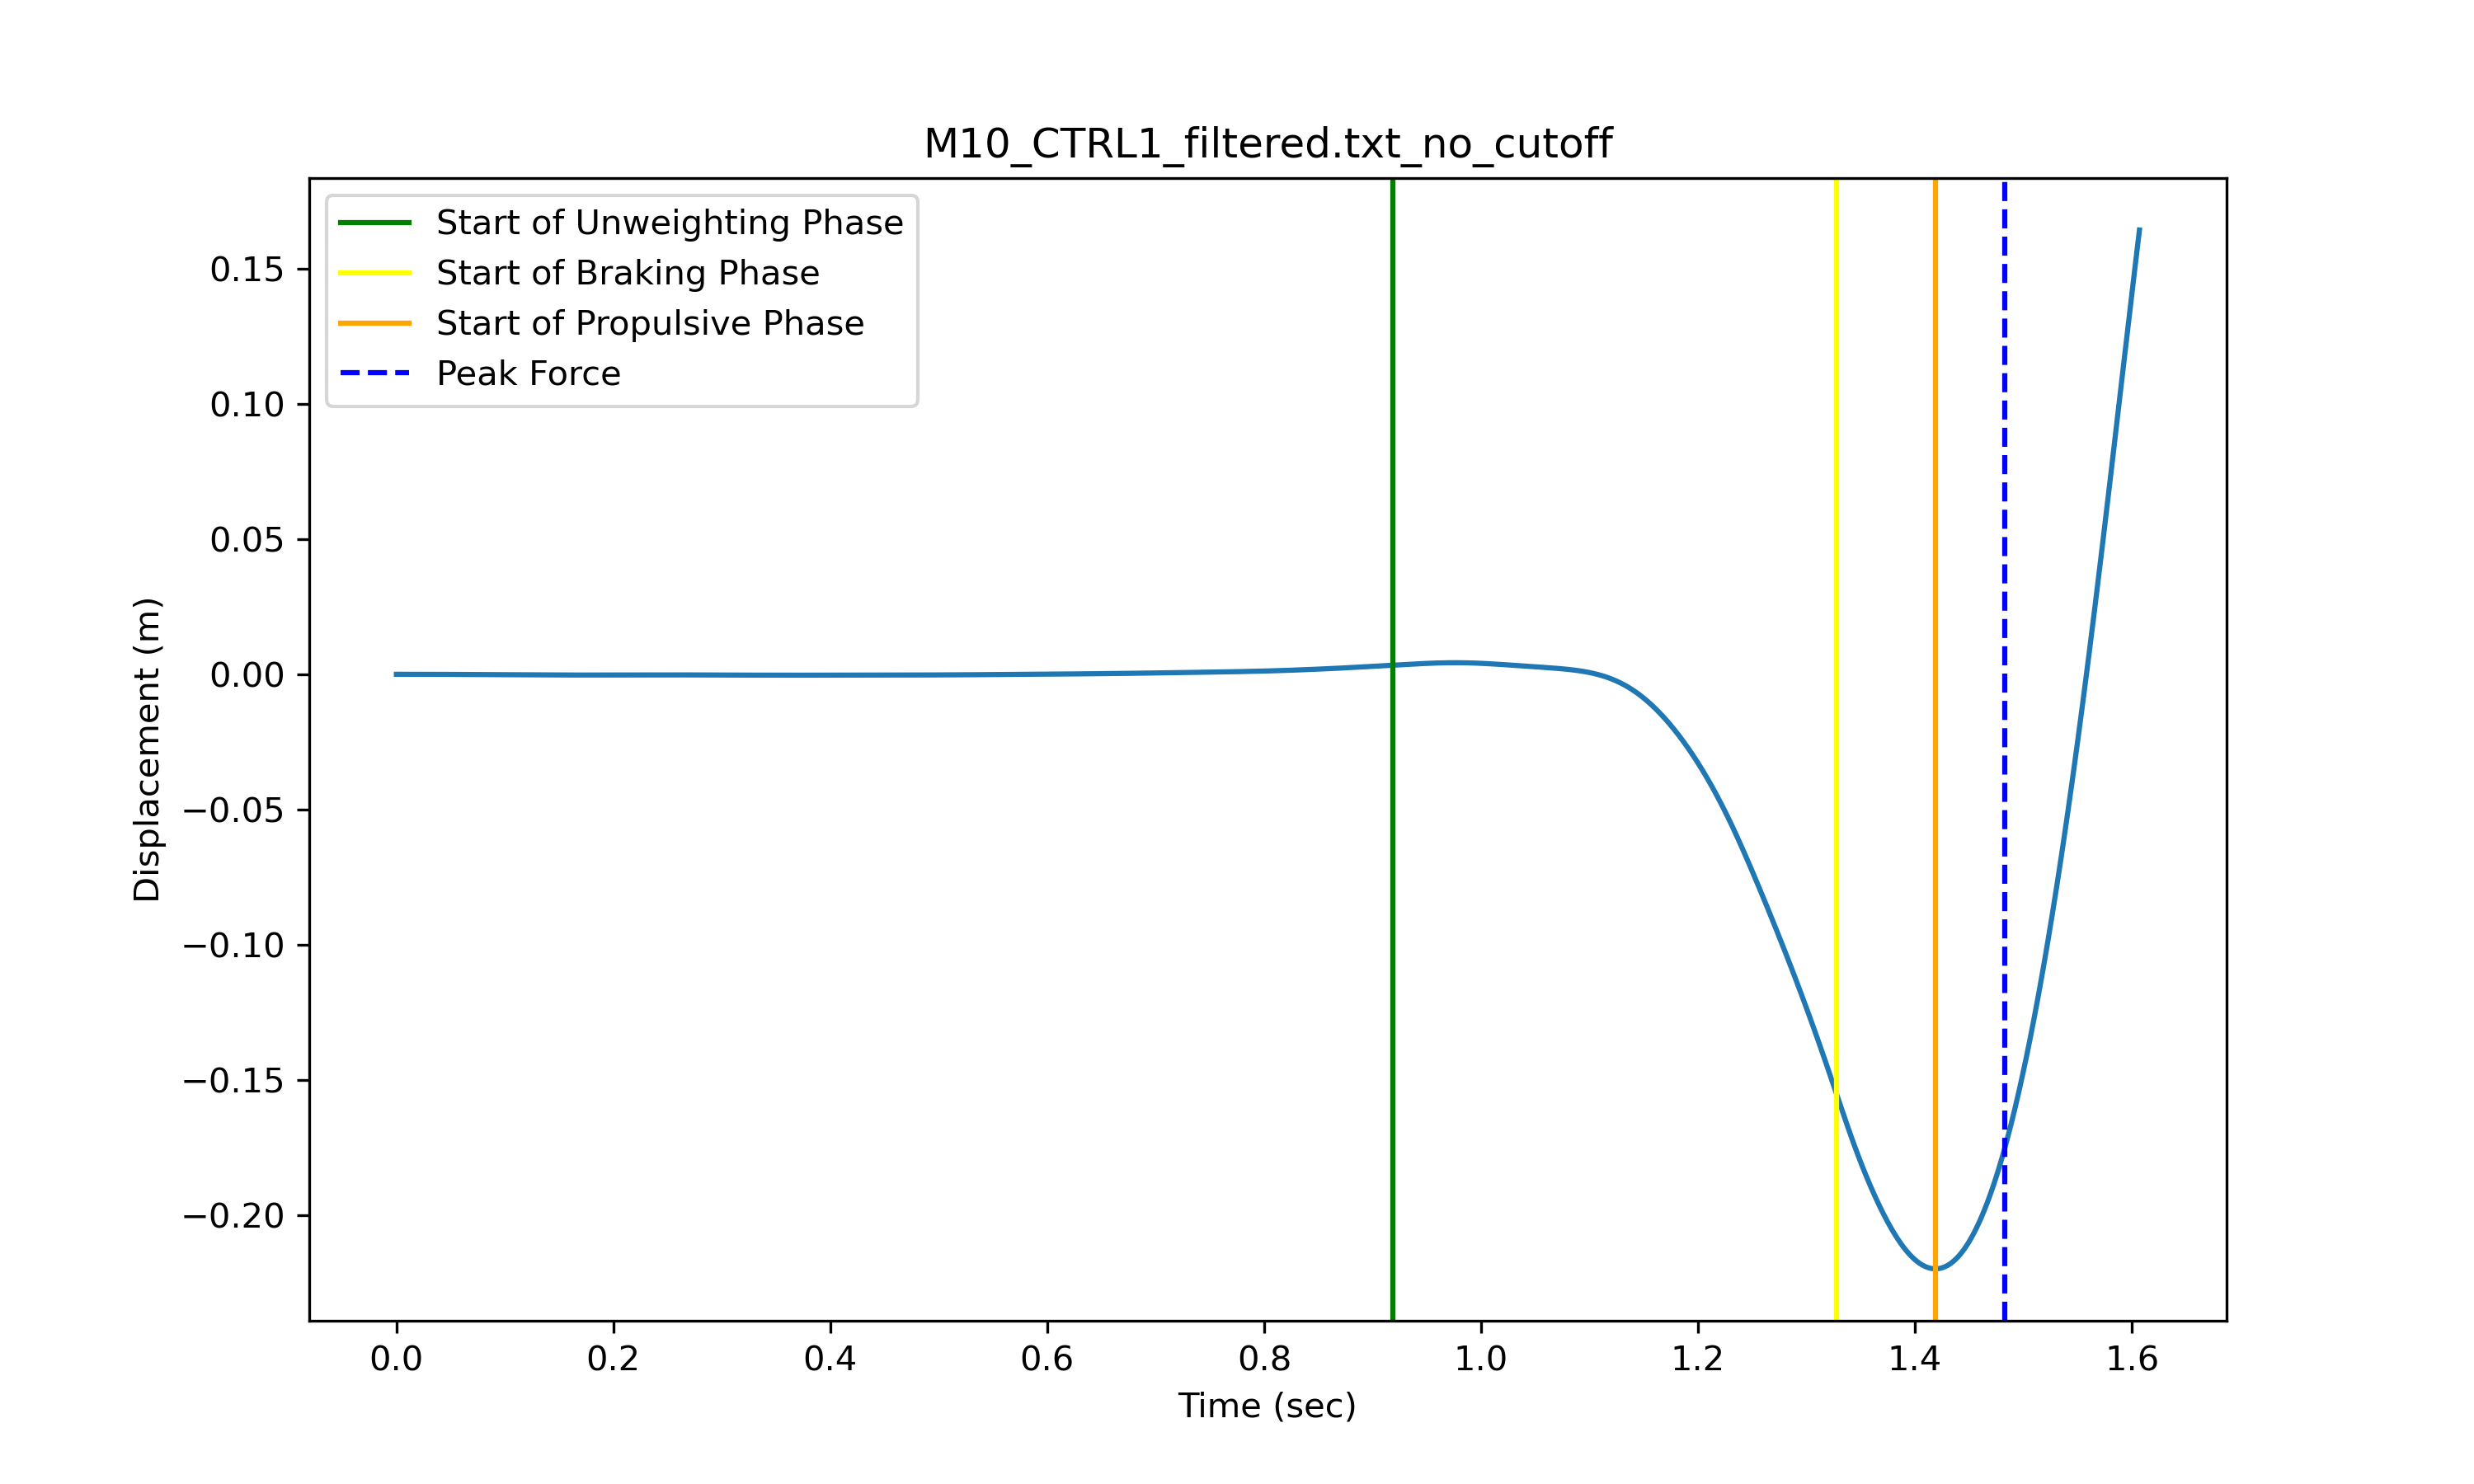 M10_CTRL1_filtered.txt_no_cutoff
Start of Unweighting Phase
Start of Braking Phase
Start of Propulsive Phase
Peak Force
0.15
0.10
0.05
0.00
−0.05
−0.10
−0.15
−0.20
Displacement (m)
0.0 0.2 0.4 0.6 0.8 1.0 1.2 1.4 1.6
Time (sec)